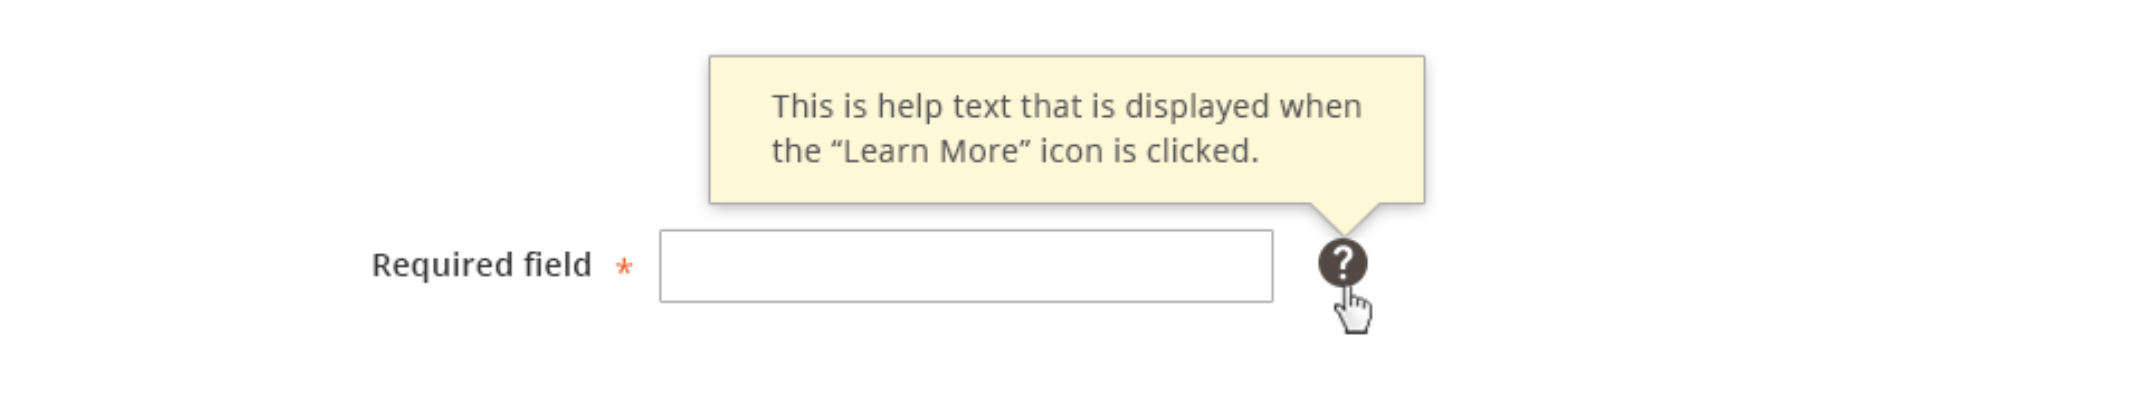 This is help text that is displayed when
the “Learn More” icon is clicked.
Required field *
?